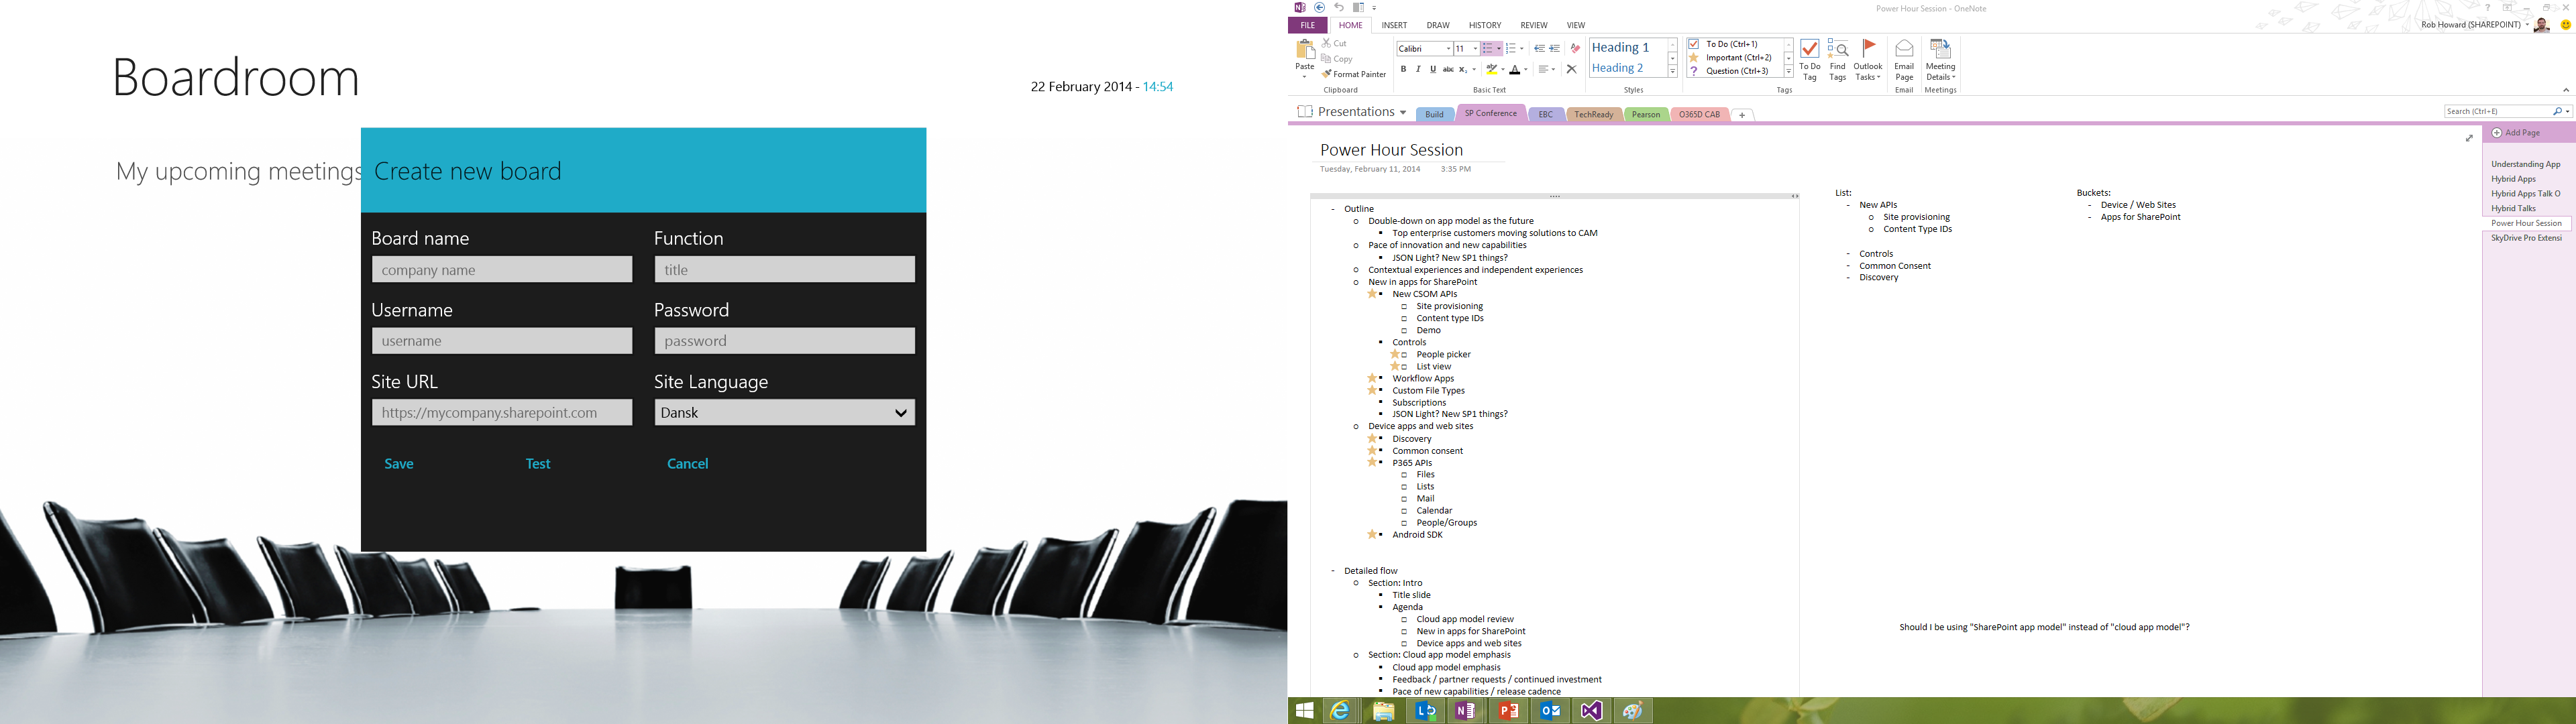 Boardroom
22 February 2014 - 14:54
My upcoming meetings
Create new board
Board name
Function
company name
title
Username
Password
username
password
Site URL
Site Language
https://mycompany.sharepoint.com
Dansk
Save
Test
Cancel
Power Hour Session - OneNote
FILE
HOME
INSERT
DRAW
HISTORY
REVIEW
VIEW
Rob Howard (SHAREPOINT)
Paste
Cut
Copy
Format Painter
Clipboard
Calibri
11
B I U abc x₂
A
Basic Text
Heading 1
Heading 2
Styles
To Do (Ctrl+1)
Important (Ctrl+2)
Question (Ctrl+3)
To Do Tag
Find Tags
Outlook Tasks
Tags
Email Page
Email
Meeting Details
Meetings
Presentations
Build
SP Conference
EBC
TechReady
Pearson
O365D CAB
+
Search (Ctrl+E)
Power Hour Session
Tuesday, February 11, 2014 3:35 PM
- Outline
o Double-down on app model as the future
▪ Top enterprise customers moving solutions to CAM
o Pace of innovation and new capabilities
▪ JSON Light? New SP1 things?
o Contextual experiences and independent experiences
o New in apps for SharePoint
▪ New CSOM APIs
□ Site provisioning
□ Content type IDs
□ Demo
▪ Controls
□ People picker
□ List view
▪ Workflow Apps
▪ Custom File Types
▪ Subscriptions
▪ JSON Light? New SP1 things?
o Device apps and web sites
▪ Discovery
▪ Common consent
▪ P365 APIs
□ Files
□ Lists
□ Mail
□ Calendar
□ People/Groups
▪ Android SDK
- Detailed flow
o Section: Intro
▪ Title slide
▪ Agenda
□ Cloud app model review
□ New in apps for SharePoint
□ Device apps and web sites
o Section: Cloud app model emphasis
▪ Cloud app model emphasis
▪ Feedback / partner requests / continued investment
▪ Pace of new capabilities / release cadence
List:
- New APIs
o Site provisioning
o Content Type IDs
- Controls
- Common Consent
- Discovery
Buckets:
- Device / Web Sites
- Apps for SharePoint
Should I be using "SharePoint app model" instead of "cloud app model"?
Add Page
Understanding App
Hybrid Apps
Hybrid Apps Talk O
Hybrid Talks
Power Hour Session
SkyDrive Pro Extensi